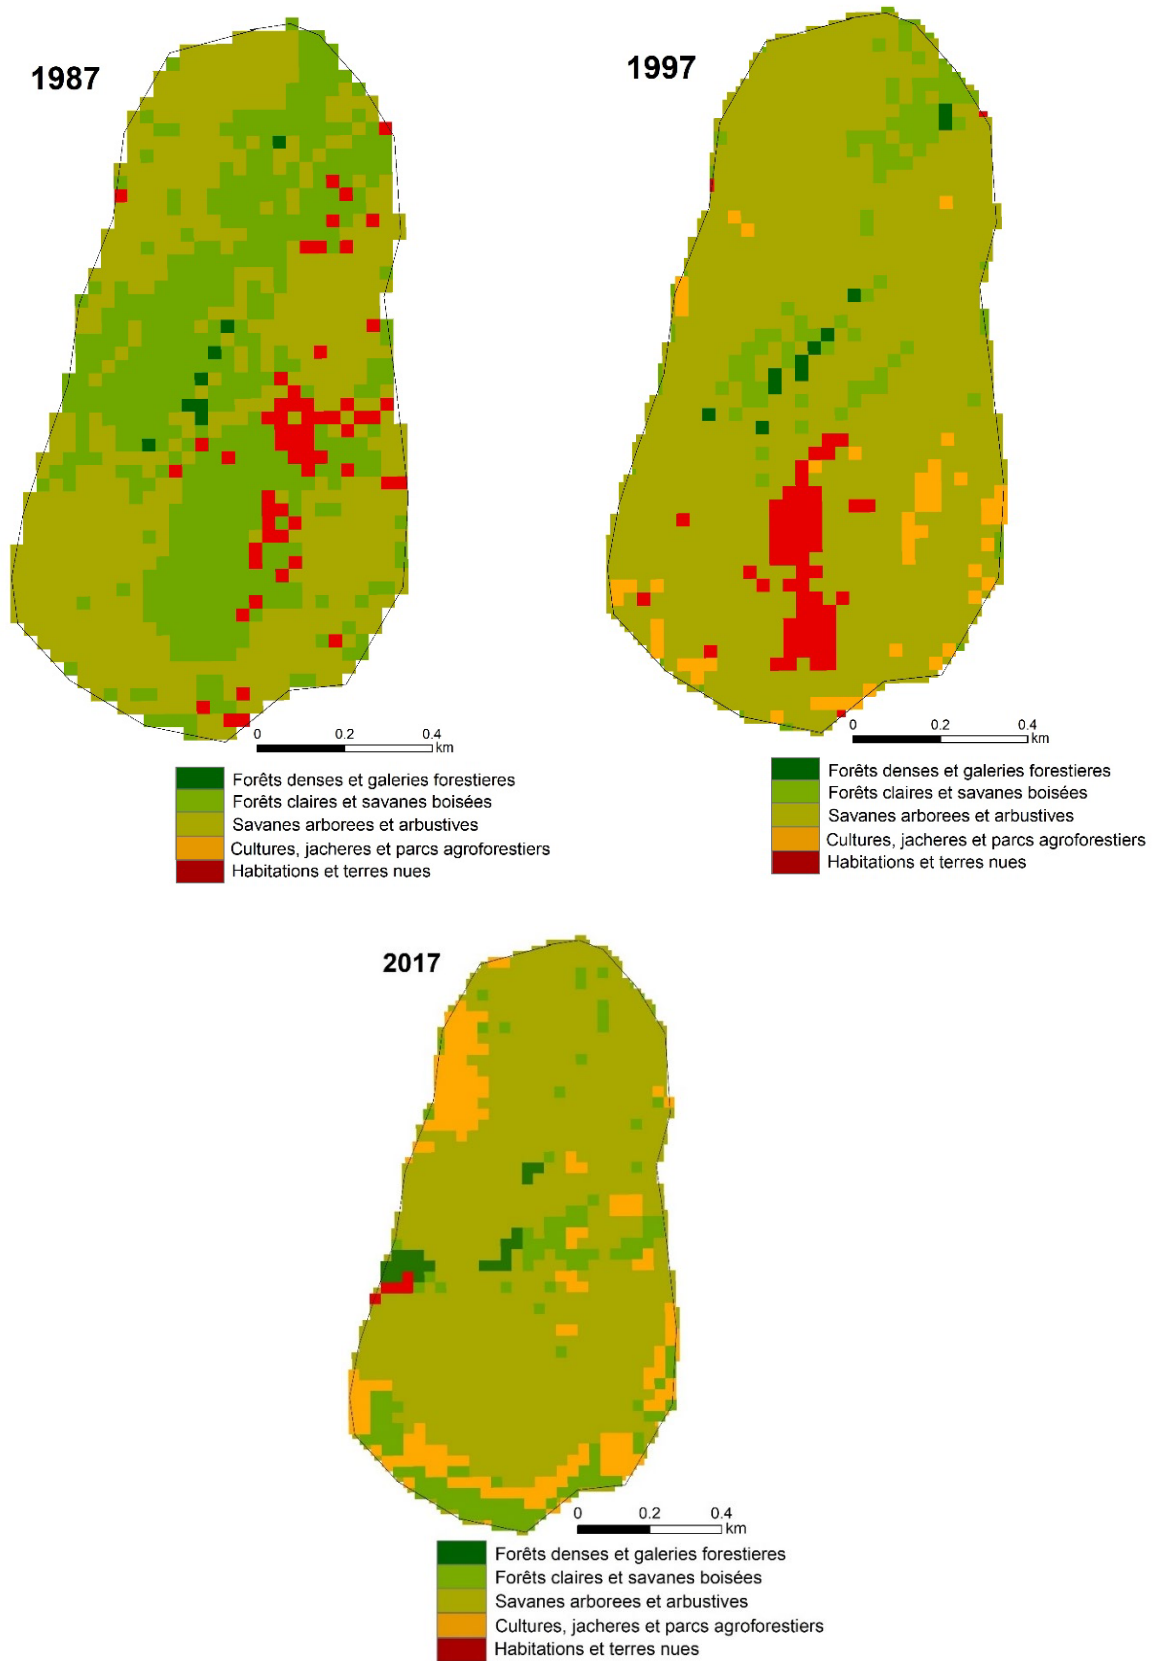 1987
0 0.2 0.4
km
Forêts denses et galeries forestieres
Forêts claires et savanes boisées
Savanes arborees et arbustives
Cultures, jacheres et parcs agroforestiers
Habitations et terres nues
1997
0 0.2 0.4
km
Forêts denses et galeries forestieres
Forêts claires et savanes boisées
Savanes arborees et arbustives
Cultures, jacheres et parcs agroforestiers
Habitations et terres nues
2017
0 0.2 0.4
km
Forêts denses et galeries forestieres
Forêts claires et savanes boisées
Savanes arborees et arbustives
Cultures, jacheres et parcs agroforestiers
Habitations et terres nues